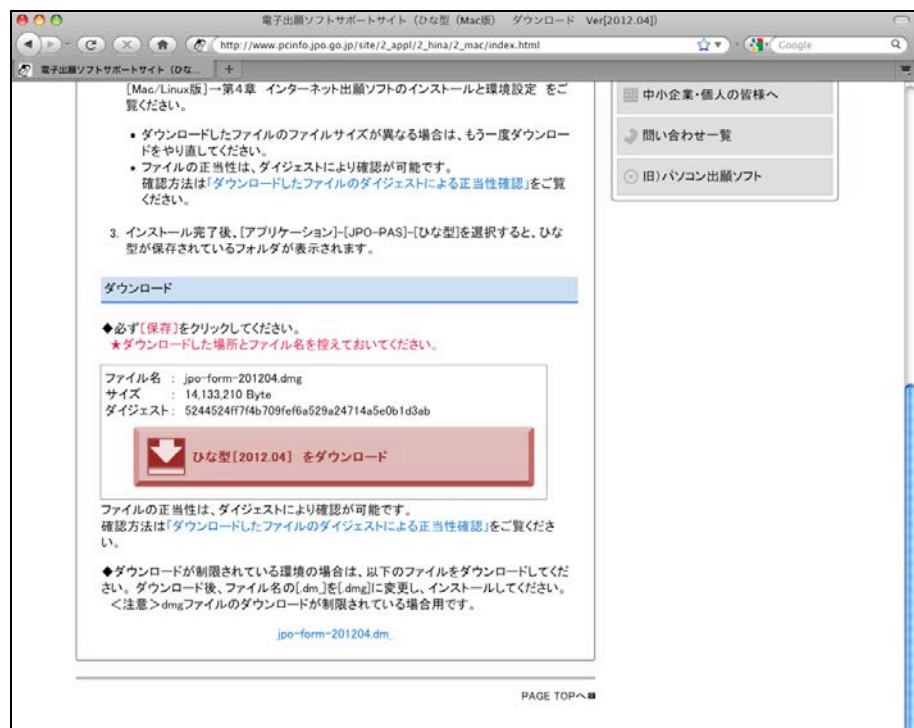 電子出願ソフトサポートサイト（ひな型（Mac版） ダウンロード Ver[2012.04]）
http://www.pcinfo.jpo.go.jp/site/2_appl/2_hina/2_mac/index.html
Google
電子出願ソフトサポートサイト（ひな...
[Mac/Linux版]→第4章 インターネット出願ソフトのインストールと環境設定 をご
覧ください。
• ダウンロードしたファイルのファイルサイズが異なる場合は、もう一度ダウンロー
ドをやり直してください。
• ファイルの正当性は、ダイジェストにより確認が可能です。
確認方法は「ダウンロードしたファイルのダイジェストによる正当性確認」をご覧
ください。
3. インストール完了後、[アプリケーション]-[JPO-PAS]-[ひな型]を選択すると、ひな
型が保存されているフォルダが表示されます。
ダウンロード
◆必ず[保存]をクリックしてください。
★ダウンロードした場所とファイル名を控えておいてください。
ファイル名 : jpo-form-201204.dmg
サイズ : 14,133,210 Byte
ダイジェスト: 5244524ff7f4b709fef6a529a24714a5e0b1d3ab
ひな型[2012.04] をダウンロード
ファイルの正当性は、ダイジェストにより確認が可能です。
確認方法は「ダウンロードしたファイルのダイジェストによる正当性確認」をご覧くださ
い。
◆ダウンロードが制限されている環境の場合は、以下のファイルをダウンロードしてくだ
さい。ダウンロード後、ファイル名の[.dm_]を[.dmg]に変更し、インストールしてください。
＜注意＞dmgファイルのダウンロードが制限されている場合用です。
jpo-form-201204.dm_
PAGE TOPへ
中小企業・個人の皆様へ
問い合わせ一覧
旧）パソコン出願ソフト